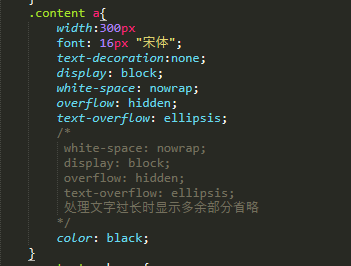 }
.content a{
width:300px
font: 16px "宋体";
text-decoration:none;
display: block;
white-space: nowrap;
overflow: hidden;
text-overflow: ellipsis;
/*
white-space: nowrap;
display: block;
overflow: hidden;
text-overflow: ellipsis;
处理文字过长时显示多余部分省略
*/
color: black;
}